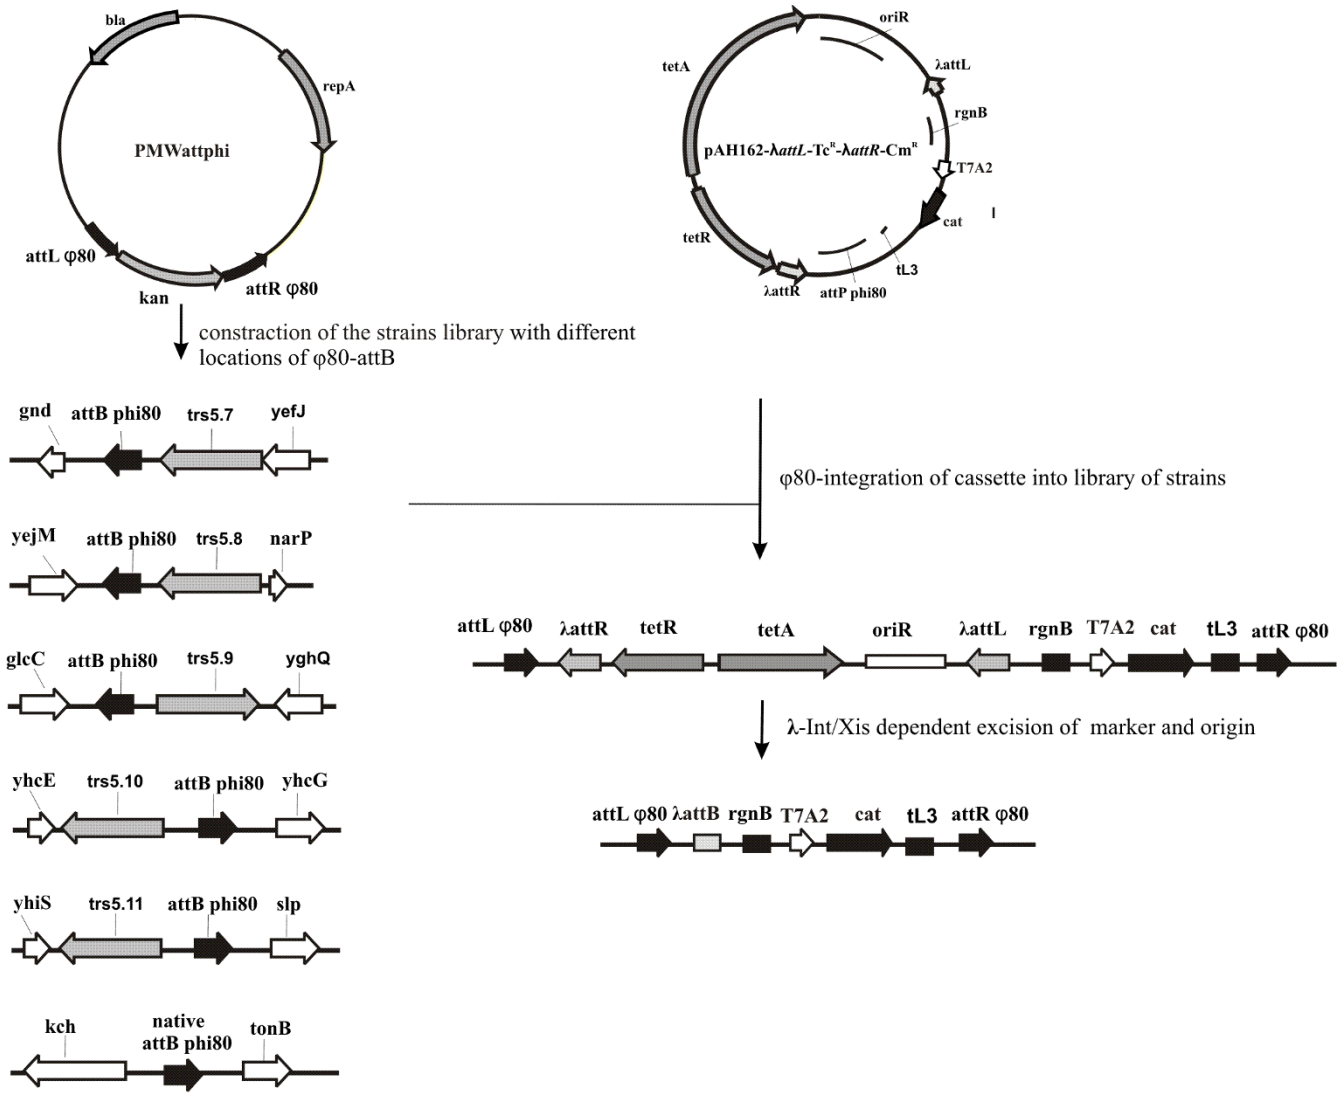 bla
repA
PMWattphi
attL φ80
kan
attR φ80
oriR
tetA
λattL
rgnB
pAH162-λattL-TcR-λattR-CmR
T7A2
cat
I
tetR
tL3
λattR
attP phi80
constraction of the strains library with different
locations of φ80-attB
gnd
attB phi80
trs5.7
yefJ
φ80-integration of cassette into library of strains
yejM
attB phi80
trs5.8
narP
glcC
attB phi80
trs5.9
yghQ
attL φ80
λattR
tetR
tetA
oriR
λattL
rgnB
T7A2
cat
tL3
attR φ80
λ-Int/Xis dependent excision of marker and origin
yhcE
trs5.10
attB phi80
yhcG
attL φ80
λattB
rgnB
T7A2
cat
tL3
attR φ80
yhiS
trs5.11
attB phi80
slp
kch
native
attB phi80
tonB